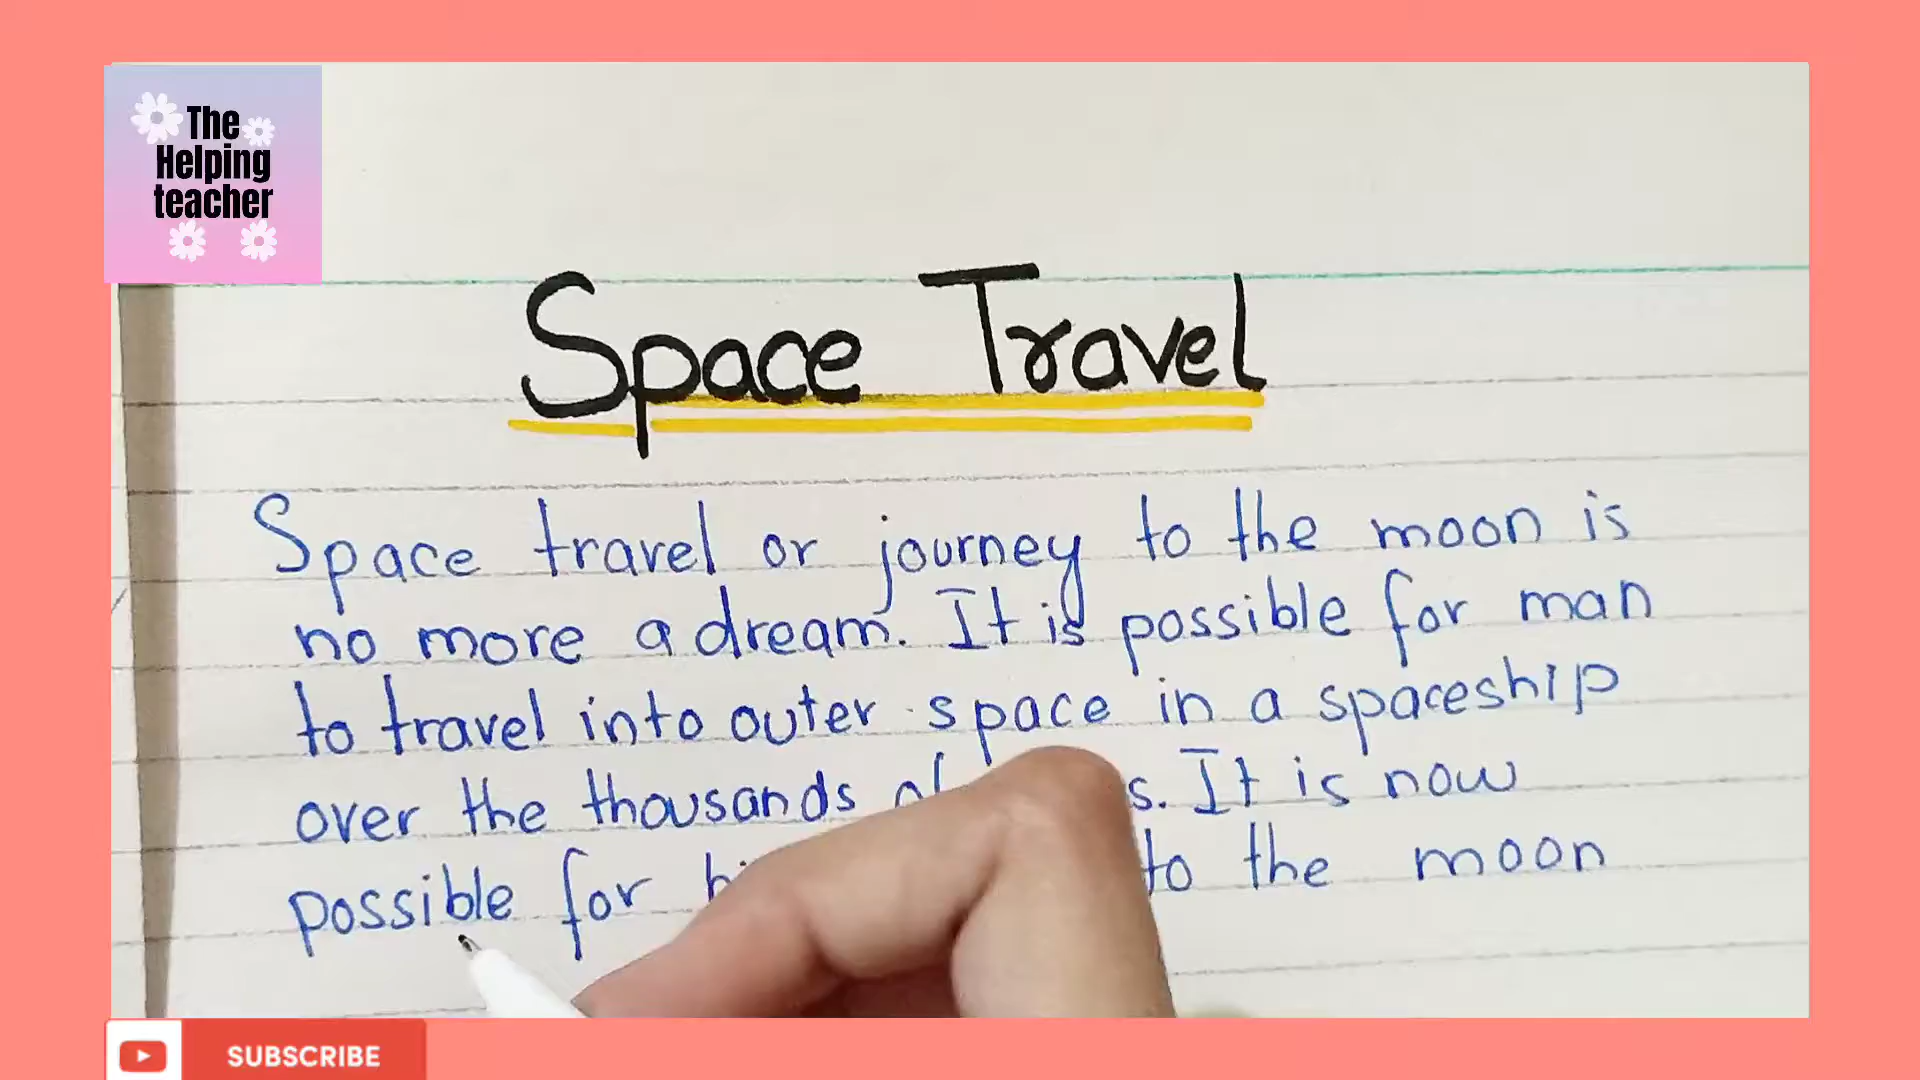 The
Helping
teacher
Space Travel
Space travel or journey to the moon is
no more a dream. It is possible for man
to travel into outer space in a spaceship
over the thousands of s. It is now
possible for to the moon
SUBSCRIBE